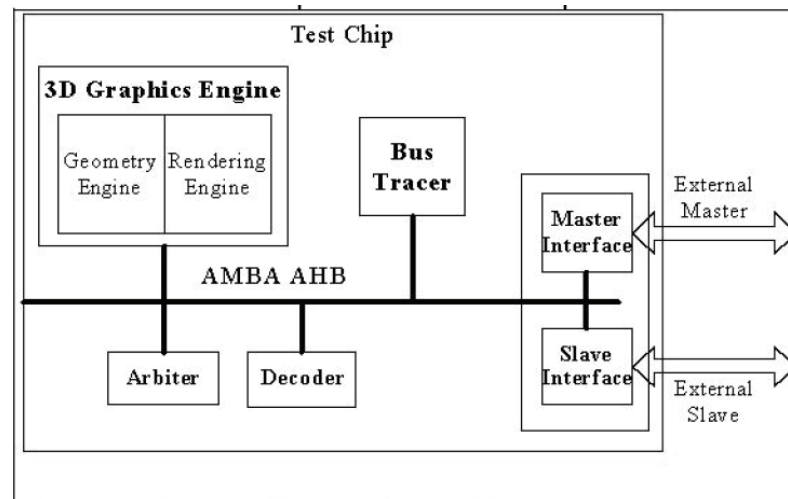 Test Chip
3D Graphics Engine
Geometry
Engine
Rendering
Engine
Bus
Tracer
Master
Interface
External
Master
AMBA AHB
Arbiter
Decoder
Slave
Interface
External
Slave